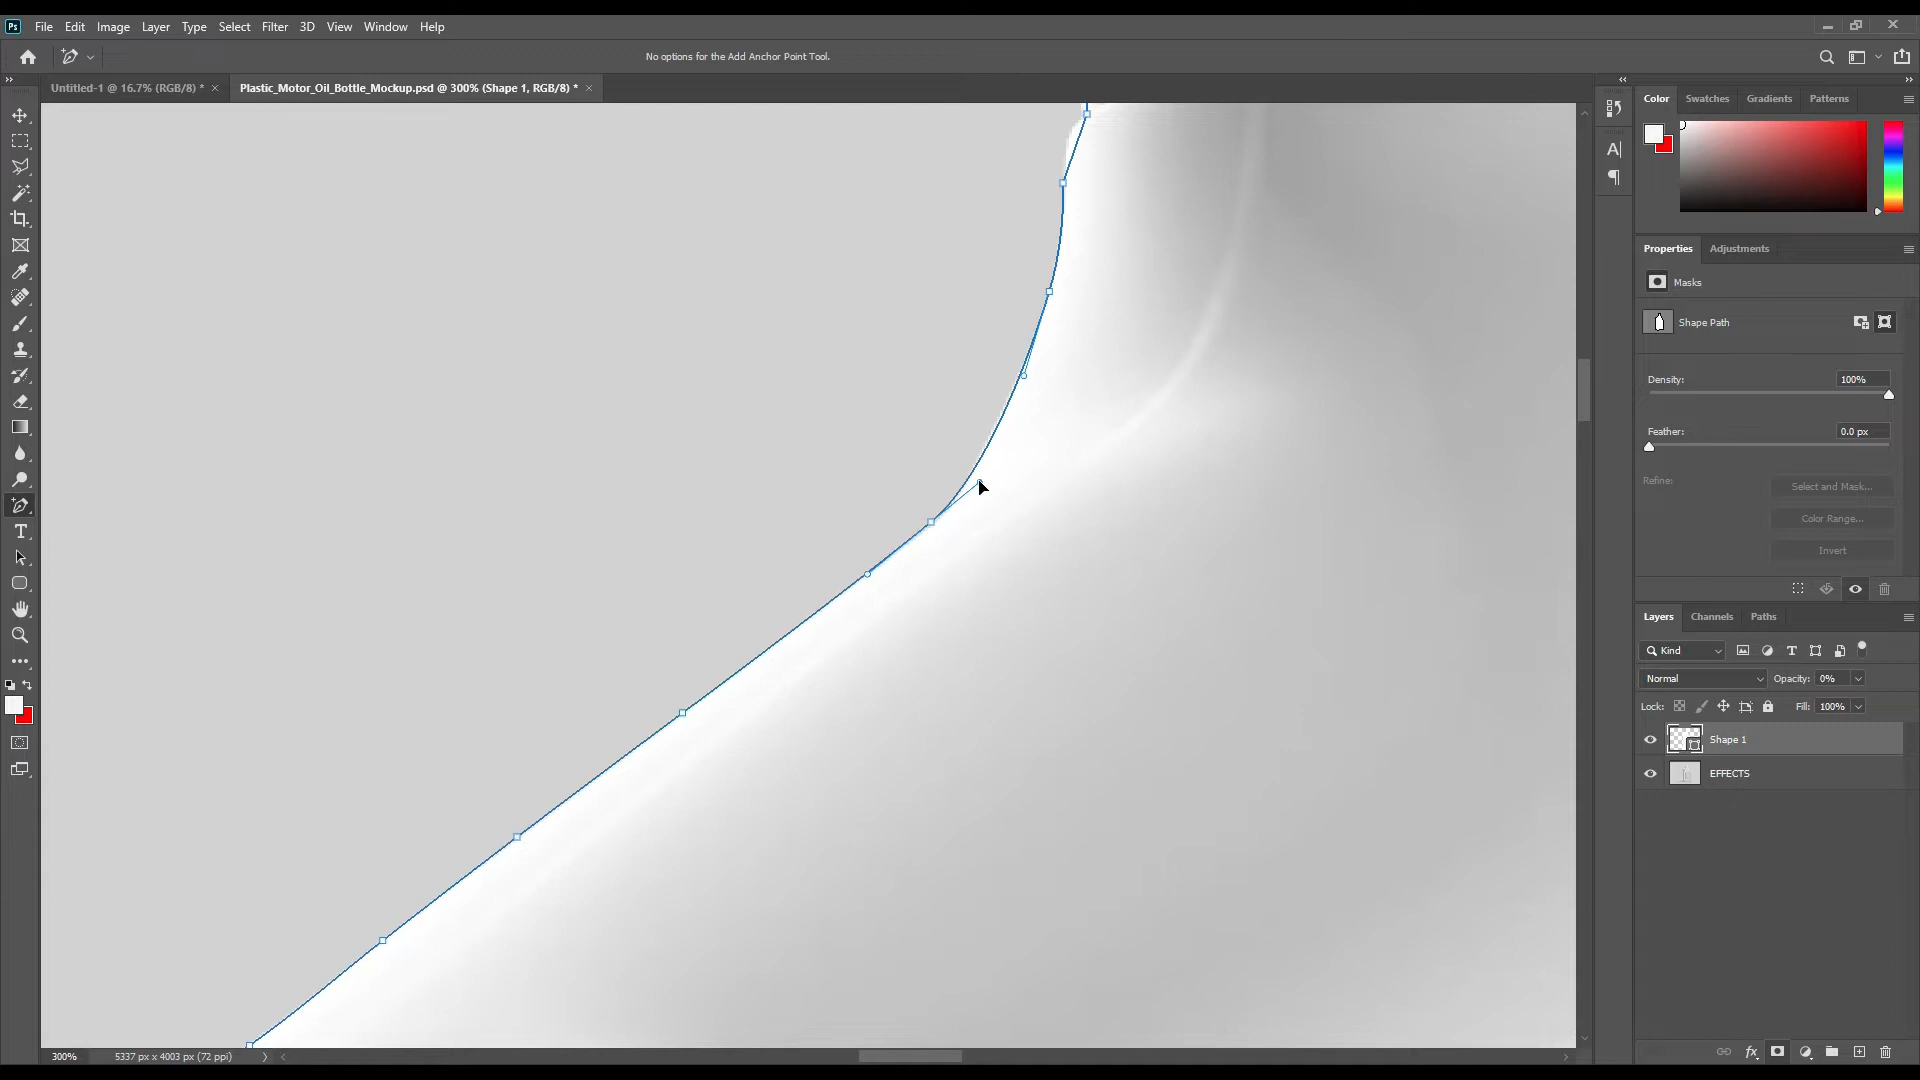 Ps File Edit Image Layer Type Select Filter 3D View Window Help
No options for the Add Anchor Point Tool.
Untitled-1 @ 16.7% (RGB/8) * × Plastic_Motor_Oil_Bottle_Mockup.psd @ 300% (Shape 1, RGB/8) * ×
Color Swatches Gradients Patterns
Properties Adjustments
Masks
Shape Path
Density: 100%
Feather: 0.0 px
Refine: Select and Mask...
Color Range...
Invert
Layers Channels Paths
Kind
Normal Opacity: 0%
Lock: Fill: 100%
Shape 1
EFFECTS
300% 5337 px x 4003 px (72 ppi)